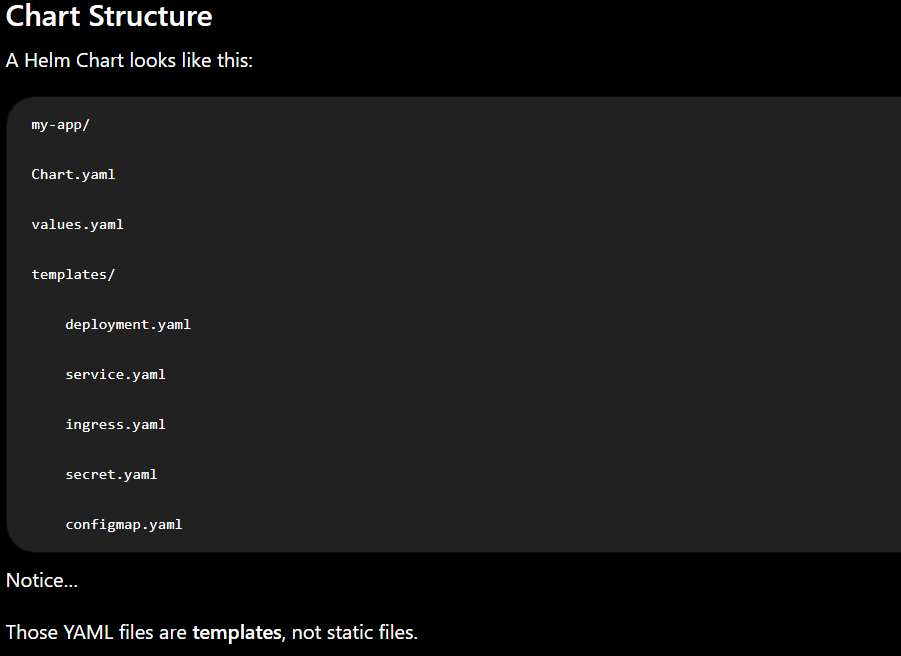 Chart Structure
A Helm Chart looks like this:
my-app/
Chart.yaml
values.yaml
templates/
    deployment.yaml
    service.yaml
    ingress.yaml
    secret.yaml
    configmap.yaml
Notice...
Those YAML files are templates, not static files.